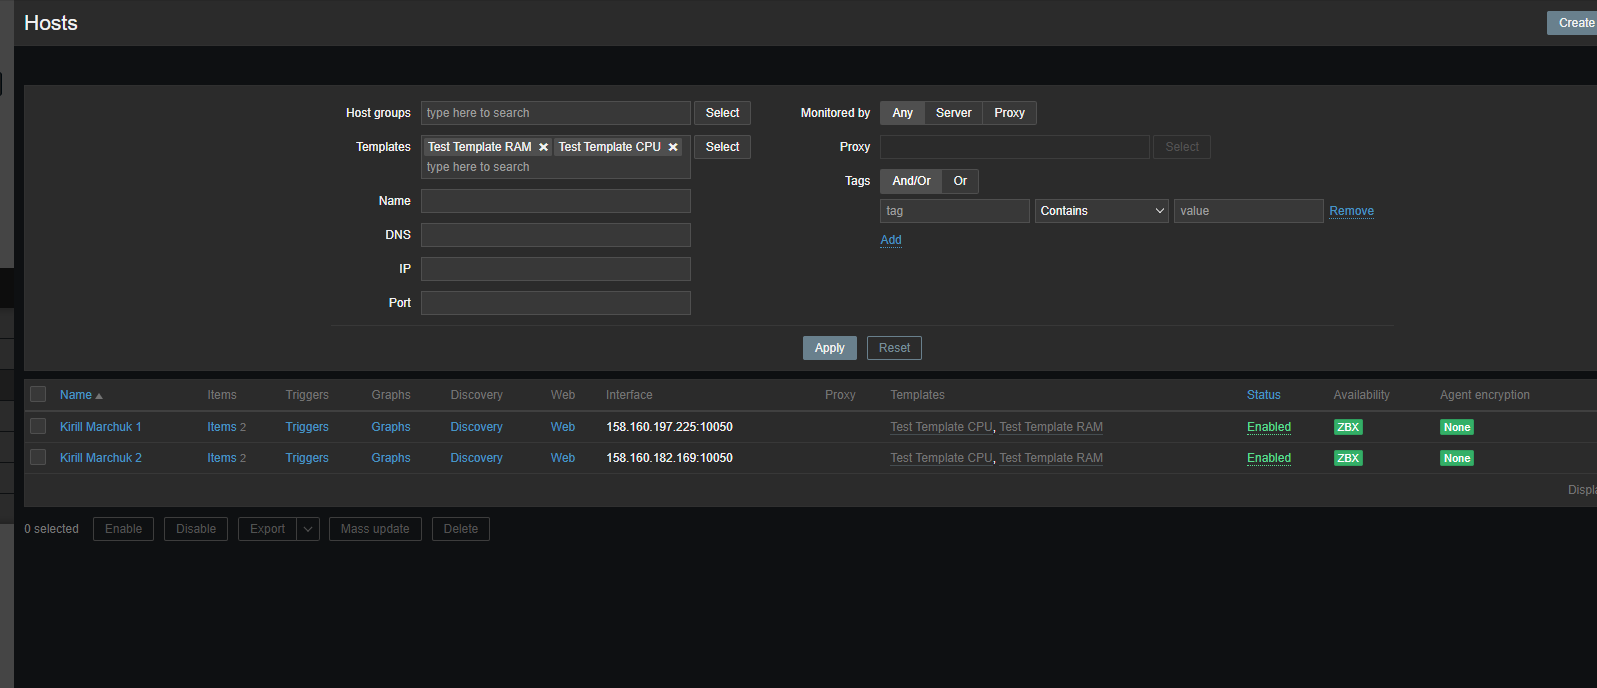 Hosts
Create
Host groups type here to search Select Monitored by Any Server Proxy
Templates Test Template RAM Test Template CPU Select Proxy Select
type here to search
Tags And/Or Or
Name tag Contains value Remove
DNS Add
IP
Port
Apply Reset
Name Items Triggers Graphs Discovery Web Interface Proxy Templates Status Availability Agent encryption
Kirill Marchuk 1 Items 2 Triggers Graphs Discovery Web 158.160.197.225:10050 Test Template CPU, Test Template RAM Enabled ZBX None
Kirill Marchuk 2 Items 2 Triggers Graphs Discovery Web 158.160.182.169:10050 Test Template CPU, Test Template RAM Enabled ZBX None
Displa
0 selected Enable Disable Export Mass update Delete